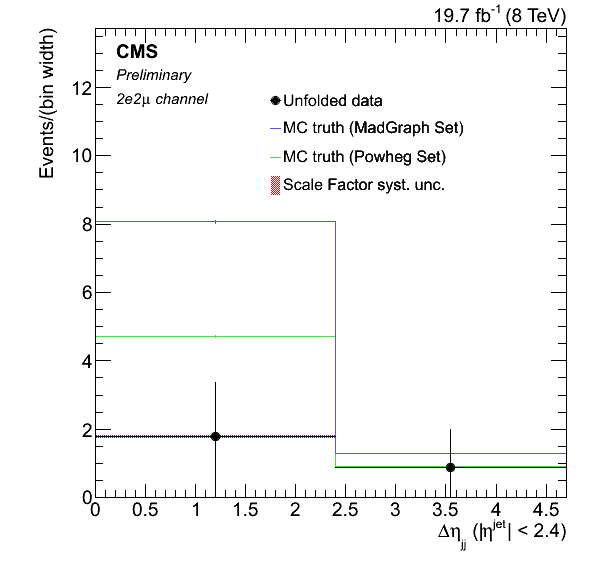 19.7 fb⁻¹ (8 TeV)
Events/(bin width)
CMS
Preliminary
2e2μ channel
Unfolded data
MC truth (MadGraph Set)
MC truth (Powheg Set)
Scale Factor syst. unc.
12
10
8
6
4
2
0
0 0.5 1 1.5 2 2.5 3 3.5 4 4.5
Δη_jj (|η^jet| < 2.4)